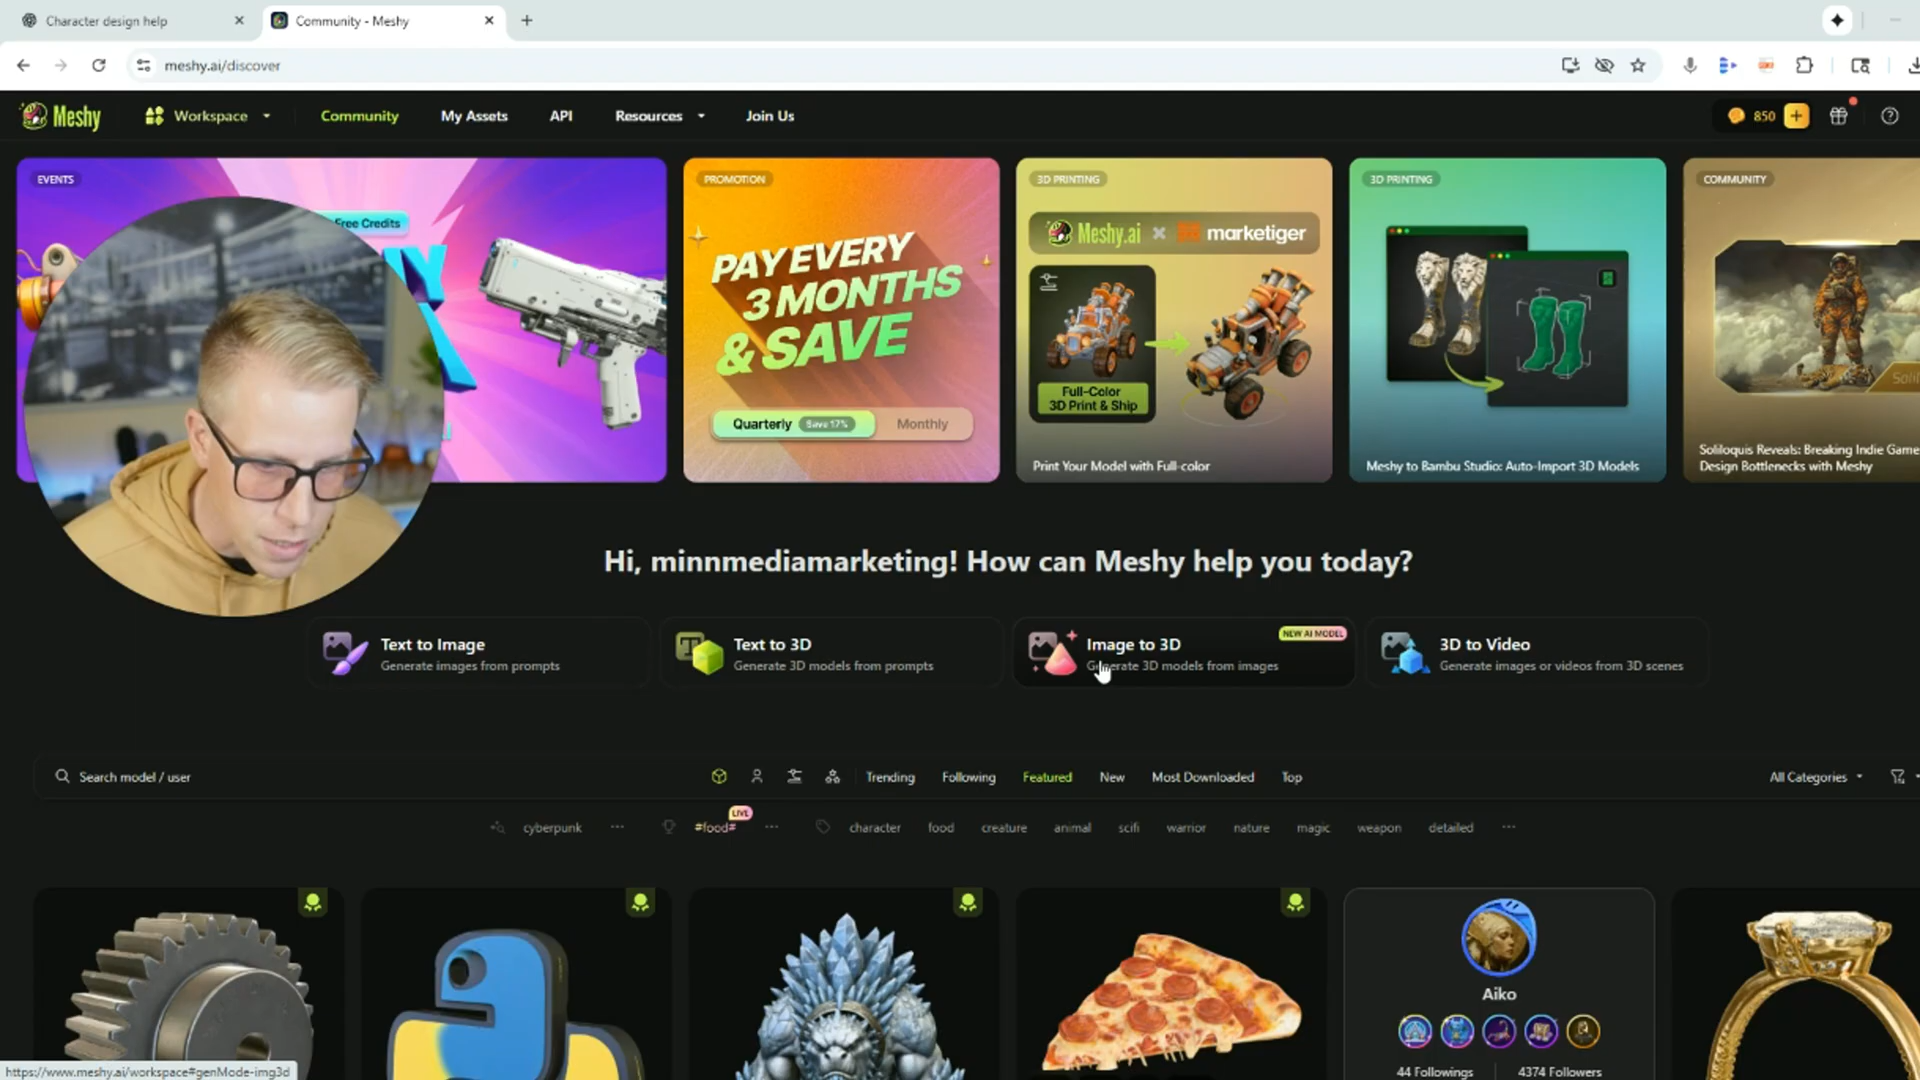 Character design help
Community - Meshy
meshy.ai/discover
Meshy
Workspace
Community
My Assets
API
Resources
Join Us
850
EVENTS
Free Credits
PROMOTION
PAY EVERY
3 MONTHS
& SAVE
Quarterly
Save 17%
Monthly
3D PRINTING
Meshy.ai
marketiger
Full-Color
3D Print & Ship
Print Your Model with Full-color
3D PRINTING
Meshy to Bambu Studio: Auto-Import 3D Models
COMMUNITY
Soliloquis Reveals: Breaking Indie Game
Design Bottlenecks with Meshy
Hi, minnmediamarketing! How can Meshy help you today?
Text to Image
Generate images from prompts
Text to 3D
Generate 3D models from prompts
Image to 3D
NEW AI MODEL
Generate 3D models from images
3D to Video
Generate images or videos from 3D scenes
Search model / user
Trending
Following
Featured
New
Most Downloaded
Top
All Categories
cyberpunk
#food#
LIVE
character
food
creature
animal
scifi
warrior
nature
magic
weapon
detailed
Aiko
44 Followings
4374 Followers
https://www.meshy.ai/workspace#genMode-img3d